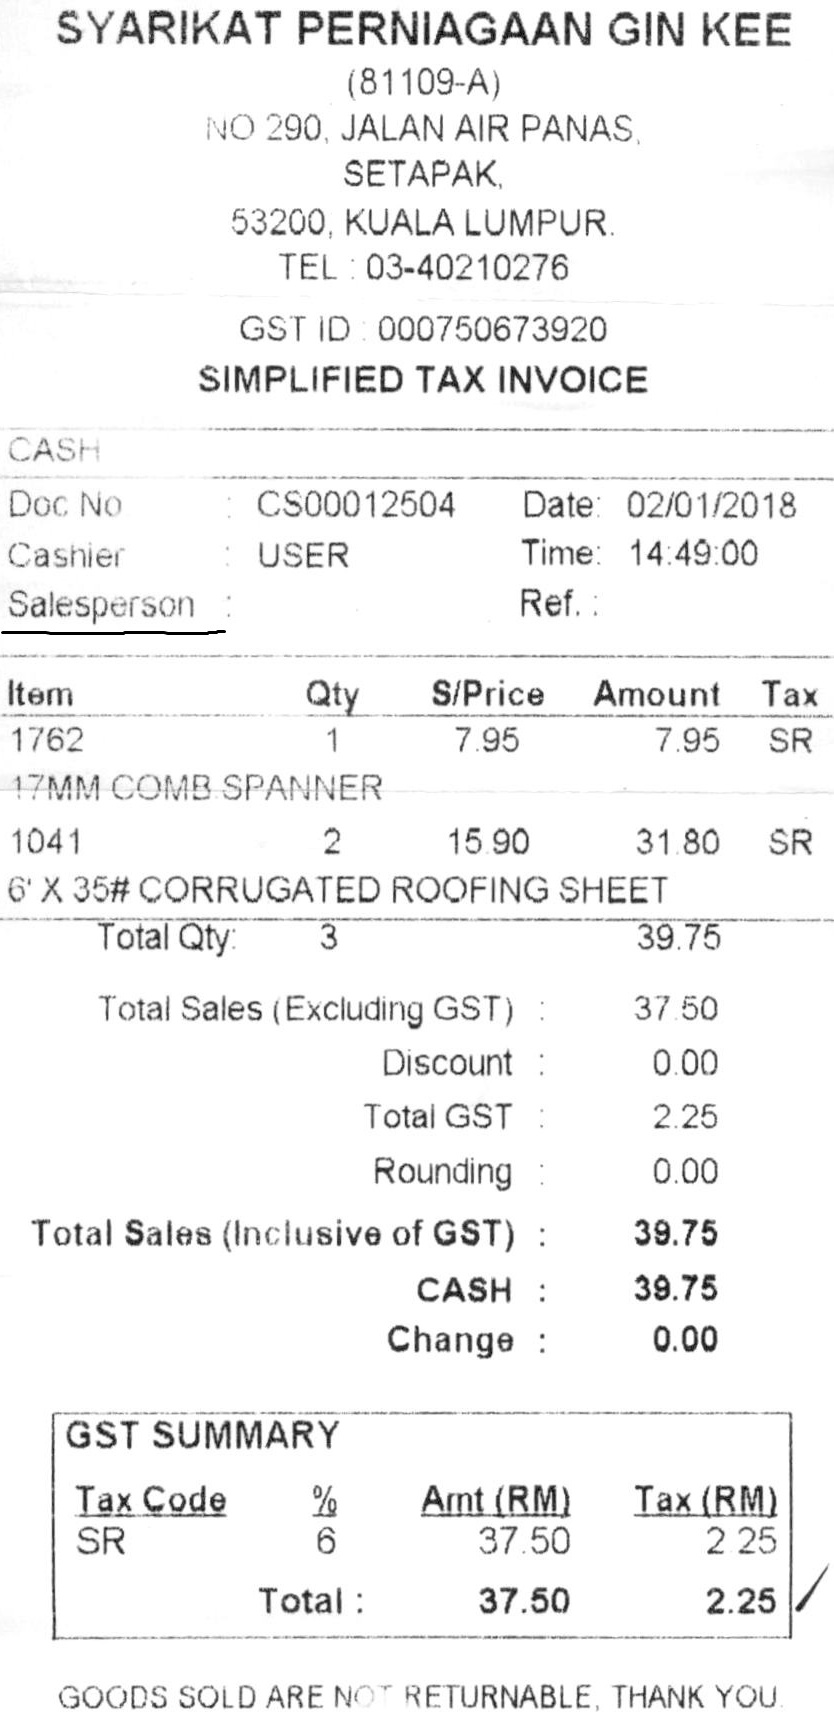 SYARIKAT PERNIAGAAN GIN KEE
(81109-A)
NO 290, JALAN AIR PANAS,
SETAPAK,
53200, KUALA LUMPUR.
TEL : 03-40210276
GST ID : 000750673920
SIMPLIFIED TAX INVOICE
CASH
Doc No : CS00012504 Date: 02/01/2018
Cashier : USER Time: 14:49:00
Salesperson : Ref. :
Item Qty S/Price Amount Tax
1762 1 7.95 7.95 SR
17MM COMB SPANNER
1041 2 15.90 31.80 SR
6' X 35# CORRUGATED ROOFING SHEET
Total Qty: 3 39.75
Total Sales (Excluding GST) : 37.50
Discount : 0.00
Total GST : 2.25
Rounding : 0.00
Total Sales (Inclusive of GST) : 39.75
CASH : 39.75
Change : 0.00
GST SUMMARY
Tax Code % Amt (RM) Tax (RM)
SR 6 37.50 2.25
Total : 37.50 2.25
GOODS SOLD ARE NOT RETURNABLE, THANK YOU.